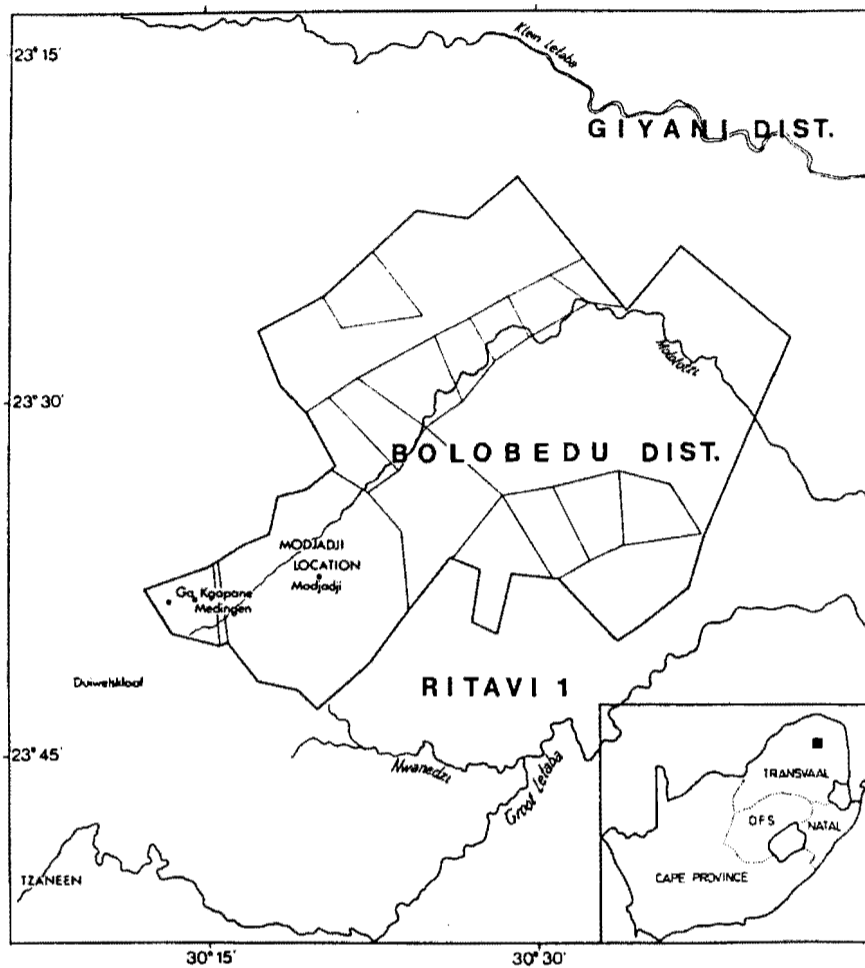 23° 15'
Klein Letaba
GIYANI DIST.
Molototzi
23° 30'
BOLOBEDU DIST.
MODJADJI
LOCATION
Modjadji
Ga Kgapane
Medingen
Duiwelskloof
RITAVI 1
23° 45'
Nwanedzi
Groot Letaba
TRANSVAAL
OFS
NATAL
CAPE PROVINCE
TZANEEN
30° 15'
30° 30'